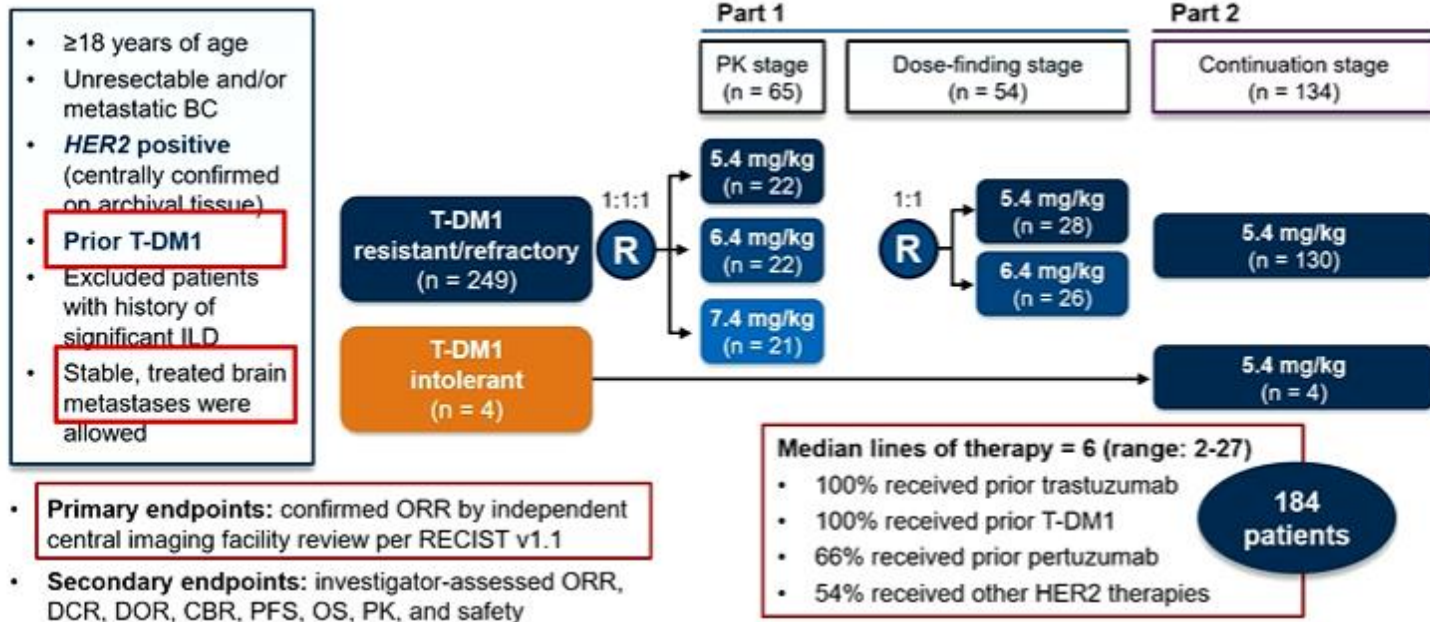 • ≥18 years of age
• Unresectable and/or
metastatic BC
• HER2 positive
(centrally confirmed
on archival tissue)
• Prior T-DM1
• Excluded patients
with history of
significant ILD
• Stable, treated brain
metastases were
allowed
Part 1
Part 2
PK stage
(n = 65)
Dose-finding stage
(n = 54)
Continuation stage
(n = 134)
T-DM1
resistant/refractory
(n = 249)
1:1:1
R
5.4 mg/kg
(n = 22)
6.4 mg/kg
(n = 22)
7.4 mg/kg
(n = 21)
1:1
R
5.4 mg/kg
(n = 28)
6.4 mg/kg
(n = 26)
5.4 mg/kg
(n = 130)
T-DM1
intolerant
(n = 4)
5.4 mg/kg
(n = 4)
• Primary endpoints: confirmed ORR by independent
central imaging facility review per RECIST v1.1
• Secondary endpoints: investigator-assessed ORR,
DCR, DOR, CBR, PFS, OS, PK, and safety
Median lines of therapy = 6 (range: 2-27)
• 100% received prior trastuzumab
• 100% received prior T-DM1
• 66% received prior pertuzumab
• 54% received other HER2 therapies
184
patients